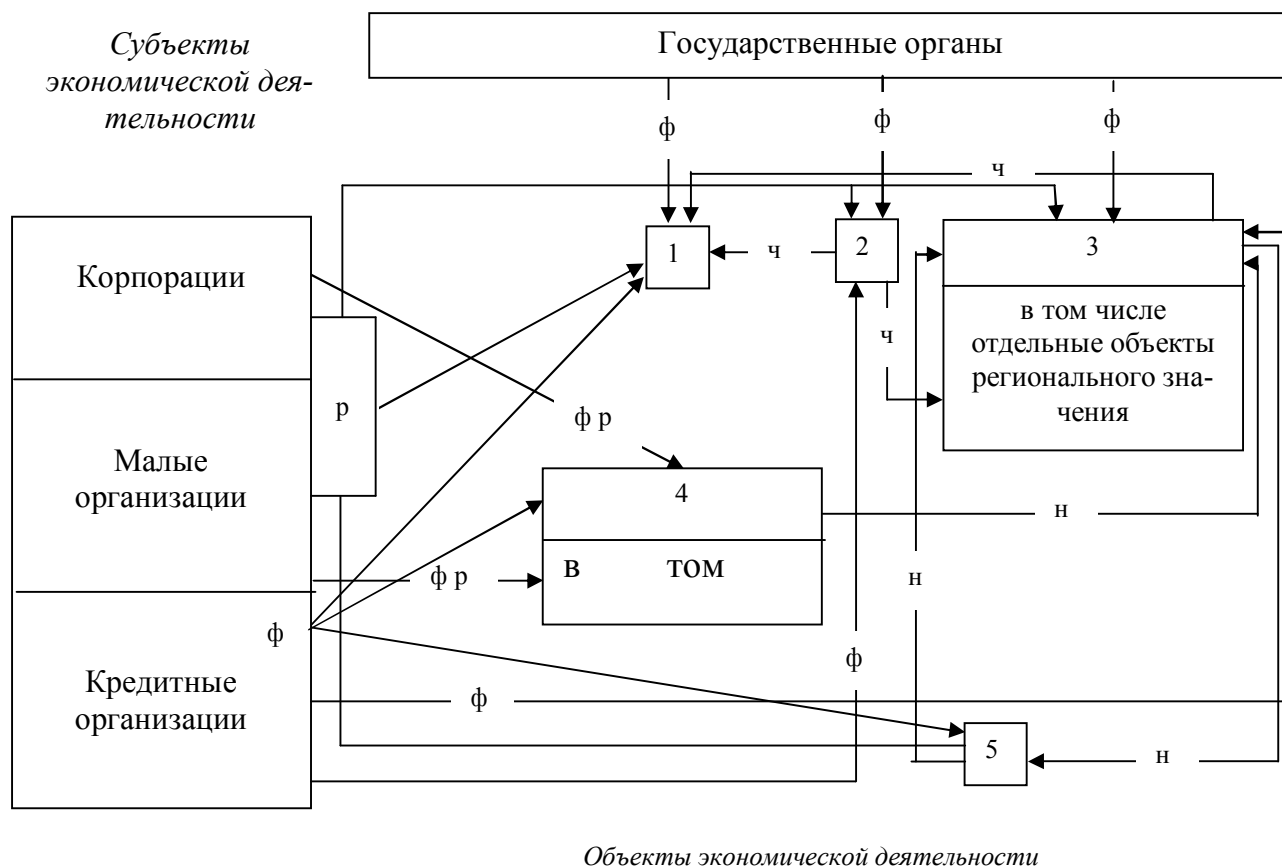 Субъекты
экономической дея-
тельности
Государственные органы
ф
ф
ф
ч
Корпорации
1
ч
2
3
в том числе
отдельные объекты
регионального зна-
чения
ч
р
ф р
Малые
организации
4
н
в том
ф р
н
ф
ф
Кредитные
организации
ф
5
н
Объекты экономической деятельности